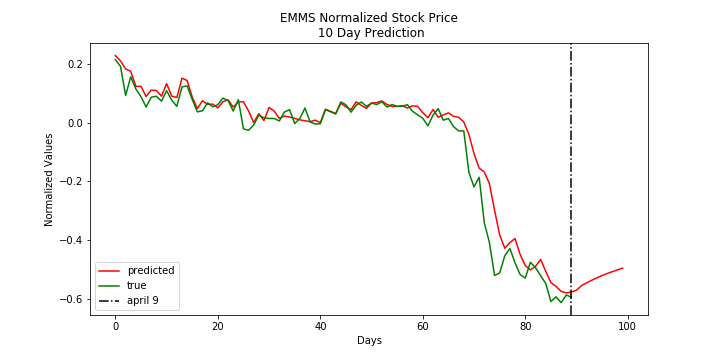 EMMS Normalized Stock Price
10 Day Prediction
Normalized Values
0.2
0.0
−0.2
−0.4
−0.6
predicted
true
april 9
0 20 40 60 80 100
Days